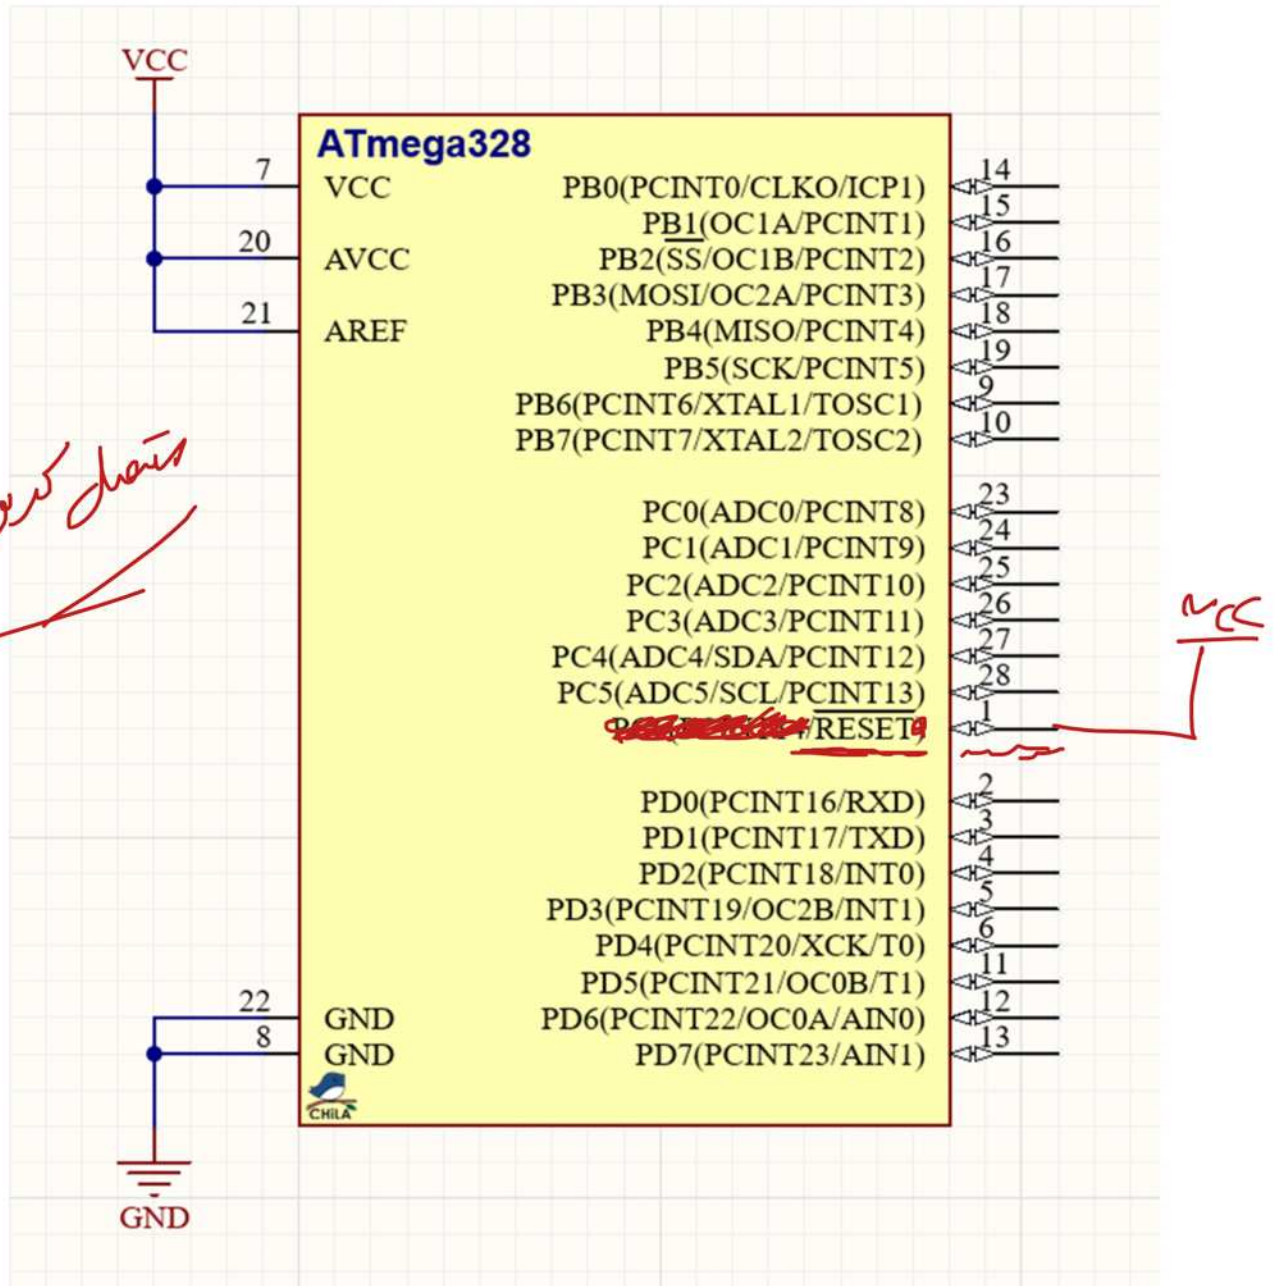 VCC
ATmega328
7 VCC PB0(PCINT0/CLKO/ICP1) 14
PB1(OC1A/PCINT1) 15
20 AVCC PB2(SS/OC1B/PCINT2) 16
PB3(MOSI/OC2A/PCINT3) 17
21 AREF PB4(MISO/PCINT4) 18
PB5(SCK/PCINT5) 19
PB6(PCINT6/XTAL1/TOSC1) 9
PB7(PCINT7/XTAL2/TOSC2) 10
PC0(ADC0/PCINT8) 23
PC1(ADC1/PCINT9) 24
PC2(ADC2/PCINT10) 25
PC3(ADC3/PCINT11) 26
VCC
PC4(ADC4/SDA/PCINT12) 27
PC5(ADC5/SCL/PCINT13) 28
/RESET) 1
PD0(PCINT16/RXD) 2
PD1(PCINT17/TXD) 3
PD2(PCINT18/INT0) 4
PD3(PCINT19/OC2B/INT1) 5
PD4(PCINT20/XCK/T0) 6
PD5(PCINT21/OC0B/T1) 11
22 GND PD6(PCINT22/OC0A/AIN0) 12
8 GND PD7(PCINT23/AIN1) 13
CHiLA
GND